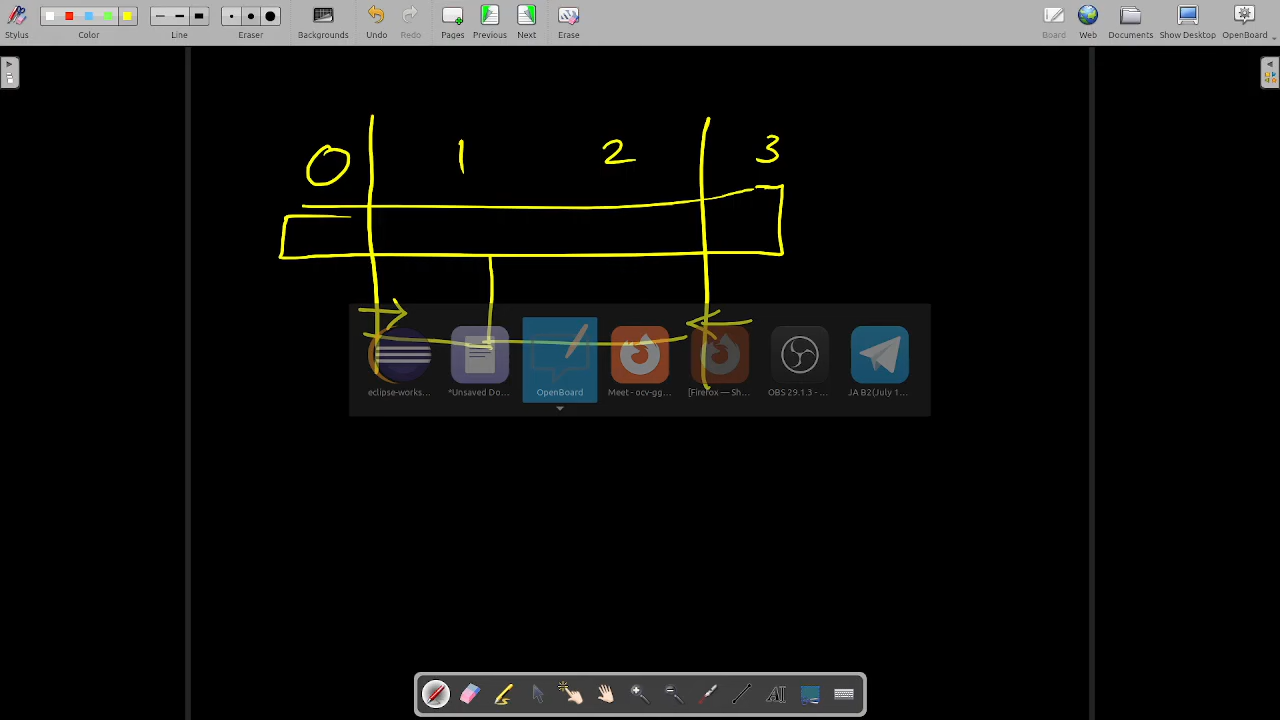 Stylus Color Line Eraser Backgrounds Undo Redo Pages Previous Next Erase Board Web Documents Show Desktop OpenBoard
0 1 2 3
eclipse-works... *Unsaved Do... OpenBoard Meet - ocv-gg... [Firefox — Sh... OBS 29.1.3 - ... JA B2(July 1...
AI